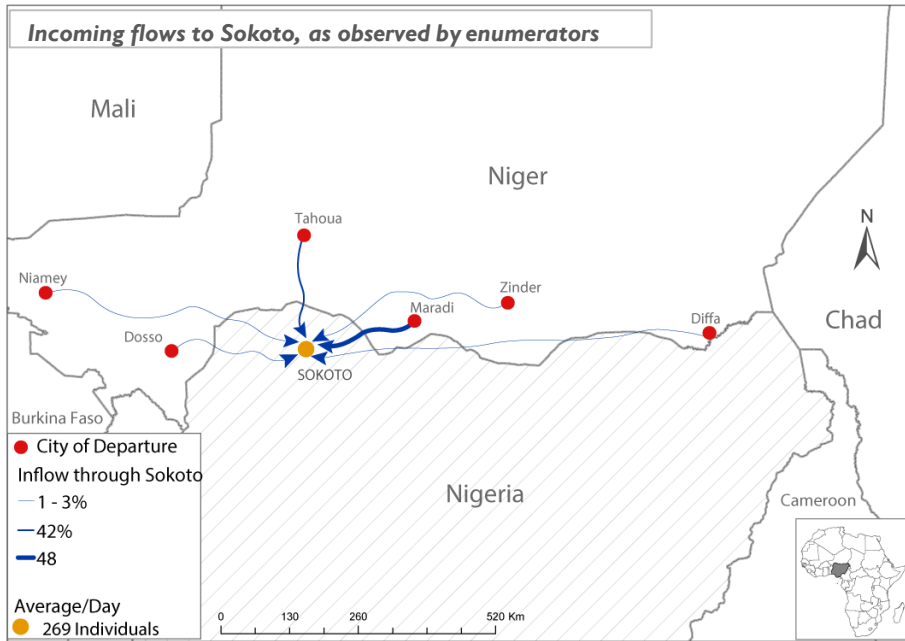 Incoming flows to Sokoto, as observed by enumerators
Mali
Niger
N
Tahoua
Niamey
Zinder
Maradi
Diffa
Dosso
Chad
SOKOTO
Burkina Faso
City of Departure
Inflow through Sokoto
1 - 3%
42%
48
Nigeria
Cameroon
Average/Day
269 Individuals
0 130 260 520 Km